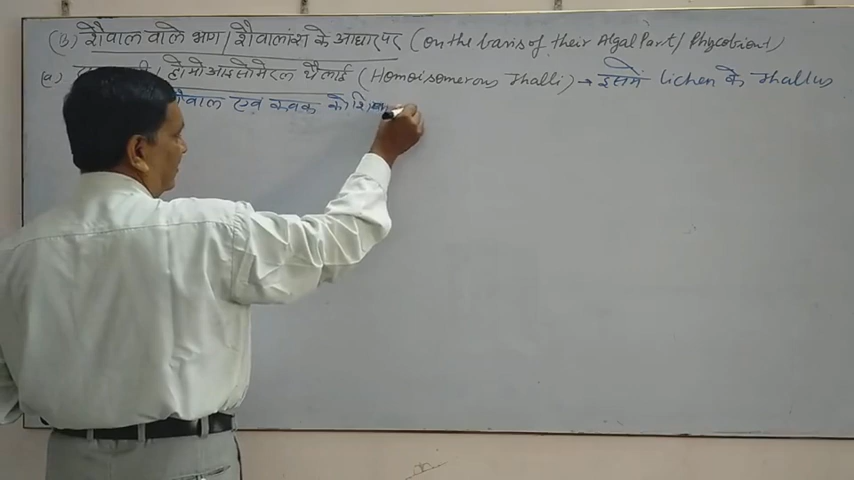 (B) शैवाल वाले भाग / शैवालांश के आधार पर (On the basis of their Algal Part / Phycobiont)
(a) / होमोआइसोमेरस थैलाई (Homoisomerous Thalli) → इसमें lichen के Thallus
शैवाल एवं कवक कोशिका